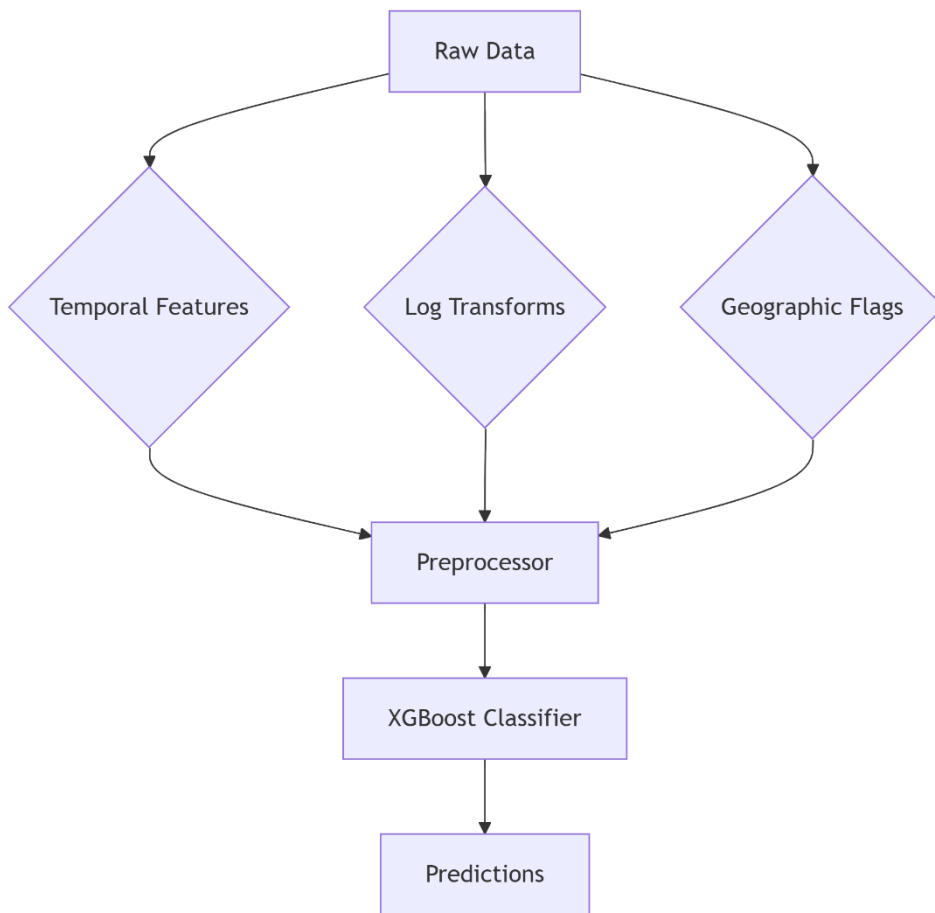 Raw Data
Temporal Features
Log Transforms
Geographic Flags
Preprocessor
XGBoost Classifier
Predictions